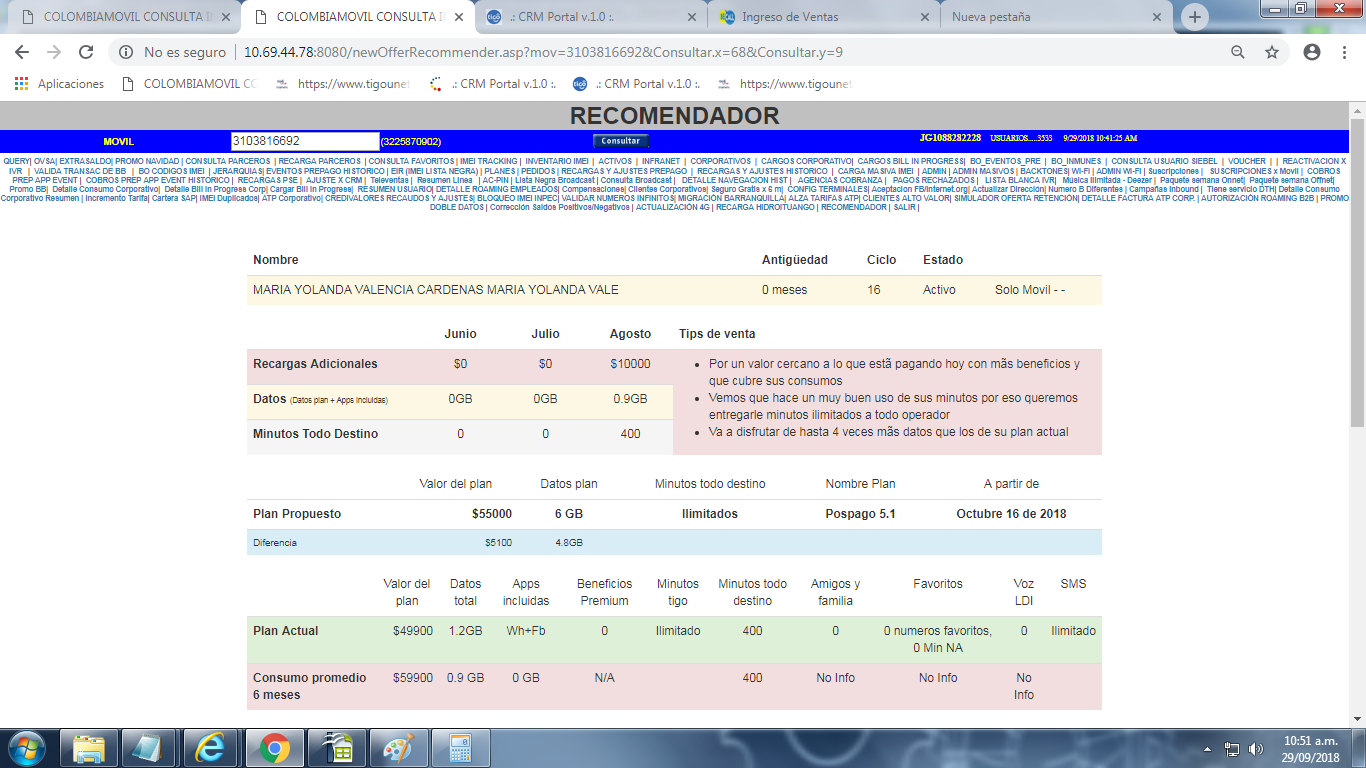 COLOMBIAMOVIL CONSULTA IN
COLOMBIAMOVIL CONSULTA IN
.: CRM Portal v.1.0 :.
Ingreso de Ventas
Nueva pestaña
No es seguro | 10.69.44.78:8080/newOfferRecommender.asp?mov=3103816692&Consultar.x=68&Consultar.y=9
Aplicaciones
COLOMBIAMOVIL CO
https://www.tigounet
.: CRM Portal v.1.0 :.
.: CRM Portal v.1.0 :.
https://www.tigounet
RECOMENDADOR
MOVIL 3103816692 (3225870902) Consultar JG1088282228 USUARIOS.....3533 9/29/2018 10:41:25 AM
QUERY| OVSA| EXTRASALDO| PROMO NAVIDAD | CONSULTA PARCEROS | RECARGA PARCEROS | CONSULTA FAVORITOS | IMEI TRACKING | INVENTARIO IMEI | ACTIVOS | INFRANET | CORPORATIVOS | CARGOS CORPORATIVO| CARGOS BILL IN PROGRESS| BO_EVENTOS_PRE | BO_INMUNES | CONSULTA USUARIO SIEBEL | VOUCHER | | REACTIVACION X
IVR | VALIDA TRANSAC DE BB | BO CODIGOS IMEI | JERARQUIAS| EVENTOS PREPAGO HISTORICO | EIR (IMEI LISTA NEGRA) | PLANES | PEDIDOS | RECARGAS Y AJUSTES PREPAGO | RECARGAS Y AJUSTES HISTORICO | CARGA MASIVA IMEI | ADMIN | ADMIN MASIVOS | BACKTONES| WI-FI | ADMIN WI-FI | Suscripciones | SUSCRIPCIONES x Movil | COBROS
PREP APP EVENT | COBROS PREP APP EVENT HISTORICO | RECARGAS PSE | AJUSTE X CRM | Televentas | Resumen Linea | AC-PIN | Lista Negra Broadcast | Consulta Broadcast | DETALLE NAVEGACION HIST | AGENCIAS COBRANZA | PAGOS RECHAZADOS | LISTA BLANCA IVR| Música Ilimitada - Deezer | Paquete semana Onnet| Paquete semana Offnet|
Promo BB| Detalle Consumo Corporativo| Detalle Bill In Progress Corp| Cargar Bill In Progress| RESUMEN USUARIO| DETALLE ROAMING EMPLEADOS| Compensaciones| Clientes Corporativos| Seguro Gratis x 6 m| CONFIG TERMINALES| Aceptacion FB/Internet.org| Actualizar Dirección| Numero B Diferentes | Campañas Inbound | Tiene servicio DTH| Detalle Consumo
Corporativo Resumen | Incremento Tarifa| Cartera SAP| IMEI Duplicados| ATP Corporativo| CREDIVALORES RECAUDOS Y AJUSTES| BLOQUEO IMEI INPEC| VALIDAR NUMEROS INFINITOS| MIGRACIÓN BARRANQUILLA| ALZA TARIFAS ATP| CLIENTES ALTO VALOR| SIMULADOR OFERTA RETENCIÓN| DETALLE FACTURA ATP CORP. | AUTORIZACIÓN ROAMING B2B | PROMO
DOBLE DATOS | Corrección Saldos Positivos/Negativos | ACTUALIZACIÓN 4G | RECARGA HIDROITUANGO | RECOMENDADOR | SALIR |
Nombre Antigüedad Ciclo Estado
MARIA YOLANDA VALENCIA CARDENAS MARIA YOLANDA VALE 0 meses 16 Activo Solo Movil - -
Junio Julio Agosto Tips de venta
Recargas Adicionales $0 $0 $10000
Datos (Datos plan + Apps Incluidas) 0GB 0GB 0.9GB
Minutos Todo Destino 0 0 400
• Por un valor cercano a lo que estã pagando hoy con mãs beneficios y
que cubre sus consumos
• Vemos que hace un muy buen uso de sus minutos por eso queremos
entregarle minutos ilimitados a todo operador
• Va a disfrutar de hasta 4 veces mãs datos que los de su plan actual
Valor del plan Datos plan Minutos todo destino Nombre Plan A partir de
Plan Propuesto $55000 6 GB Ilimitados Pospago 5.1 Octubre 16 de 2018
Diferencia $5100 4.8GB
Valor del Datos Apps Beneficios Minutos Minutos todo Amigos y Favoritos Voz SMS
plan total incluidas Premium tigo destino familia LDI
Plan Actual $49900 1.2GB Wh+Fb 0 Ilimitado 400 0 0 numeros favoritos, 0 Ilimitado
0 Min NA
Consumo promedio $59900 0.9 GB 0 GB N/A 400 No Info No Info No
6 meses Info
10:51 a.m.
29/09/2018